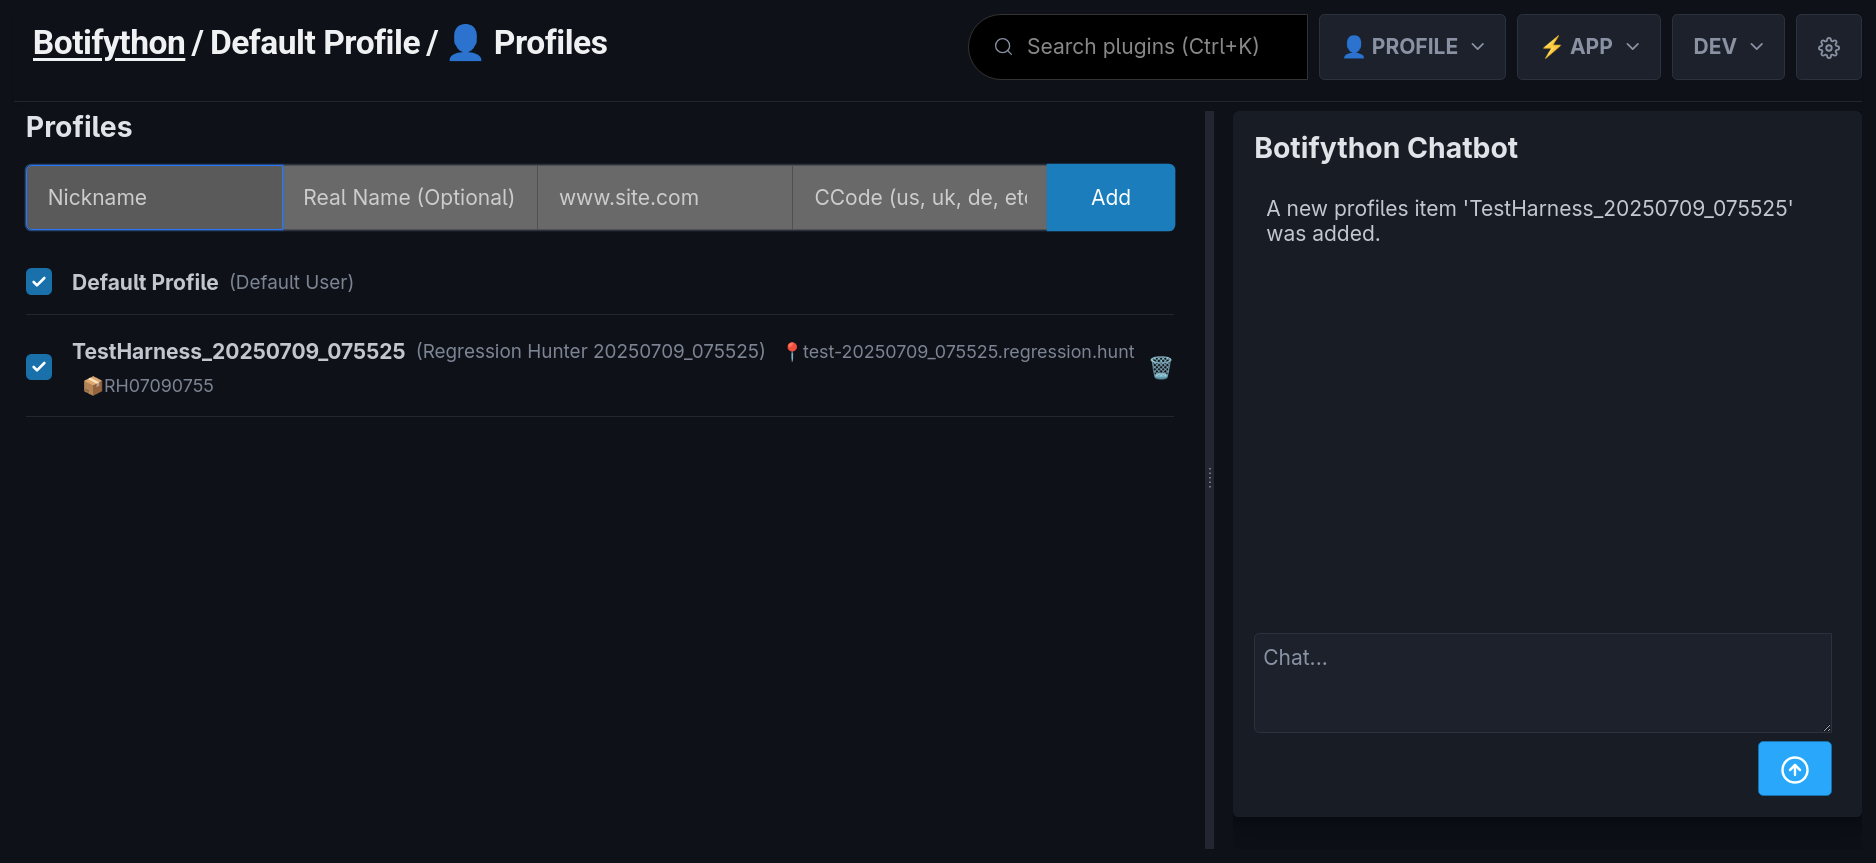 Botifython / Default Profile / 👤 Profiles
Search plugins (Ctrl+K)
👤 PROFILE
⚡ APP
DEV
Profiles
Nickname
Real Name (Optional)
www.site.com
CCode (us, uk, de, etc
Add
Default Profile (Default User)
TestHarness_20250709_075525 (Regression Hunter 20250709_075525) 📍test-20250709_075525.regression.hunt
📦RH07090755
Botifython Chatbot
A new profiles item 'TestHarness_20250709_075525'
was added.
Chat...